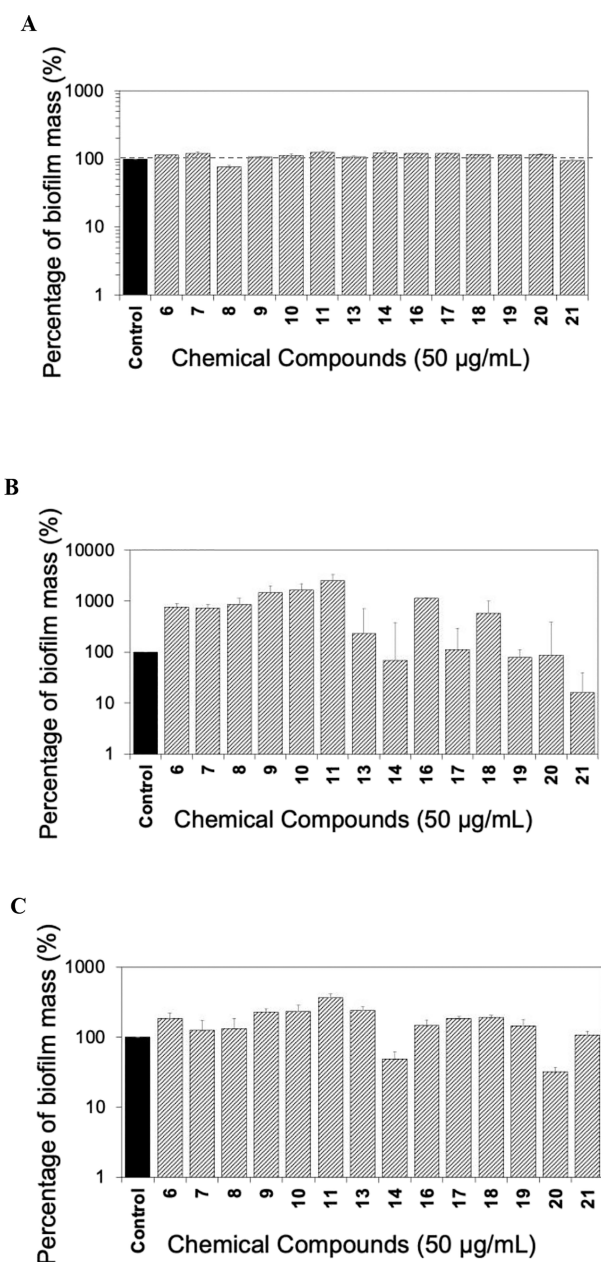 A
Percentage of biofilm mass (%)
1000
100
10
1
Control 6 7 8 9 10 11 13 14 16 17 18 19 20 21
Chemical Compounds (50 µg/mL)
B
Percentage of biofilm mass (%)
10000
1000
100
10
1
Control 6 7 8 9 10 11 13 14 16 17 18 19 20 21
Chemical Compounds (50 µg/mL)
C
Percentage of biofilm mass (%)
1000
100
10
1
Control 6 7 8 9 10 11 13 14 16 17 18 19 20 21
Chemical Compounds (50 µg/mL)